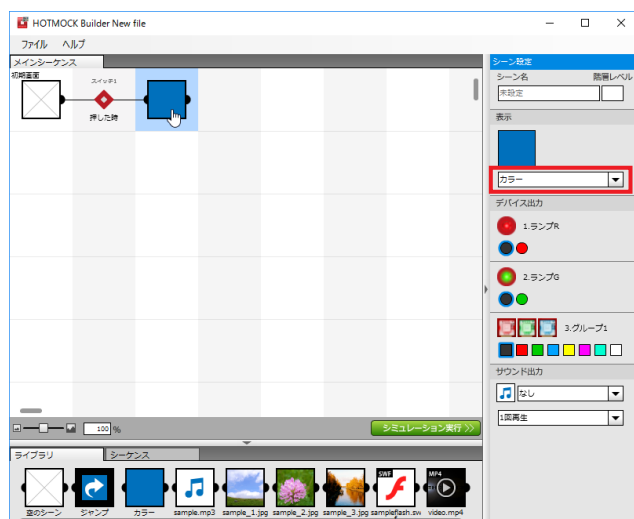 HOTMOCK Builder New file
ファイル ヘルプ
メインシーケンス
初期画面
スイッチ1
押した時
シーン設定
シーン名 階層レベル
未設定
表示
カラー
デバイス出力
1.ランプR
2.ランプG
3.グループ1
サウンド出力
なし
1回再生
100 %
シミュレーション実行
ライブラリ シーケンス
SWF MP4
空のシーン ジャンプ カラー sample.mp3 sample_1.jpg sample_2.jpg sample_3.jpg sampleflash.sw video.mp4